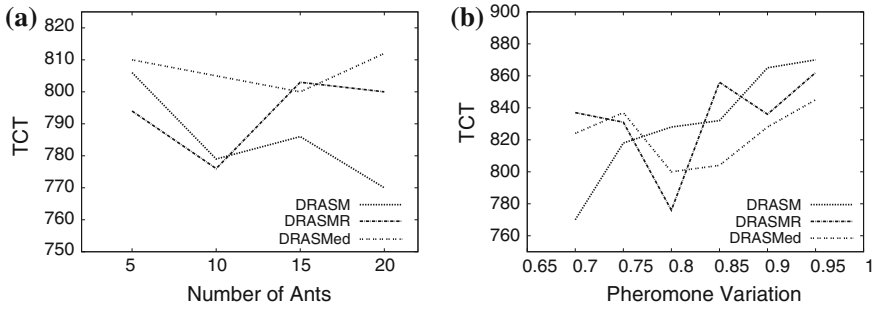 (a)
TCT
825
820
810
800
790
780
770
760
750
5
10
15
20
Number of Ants
DRASM
DRASMR
DRASMed
(b)
TCT
900
880
860
840
820
800
780
760
0.65
0.7
0.75
0.8
0.85
0.9
0.95
1
Pheromone Variation
DRASM
DRASMR
DRASMed